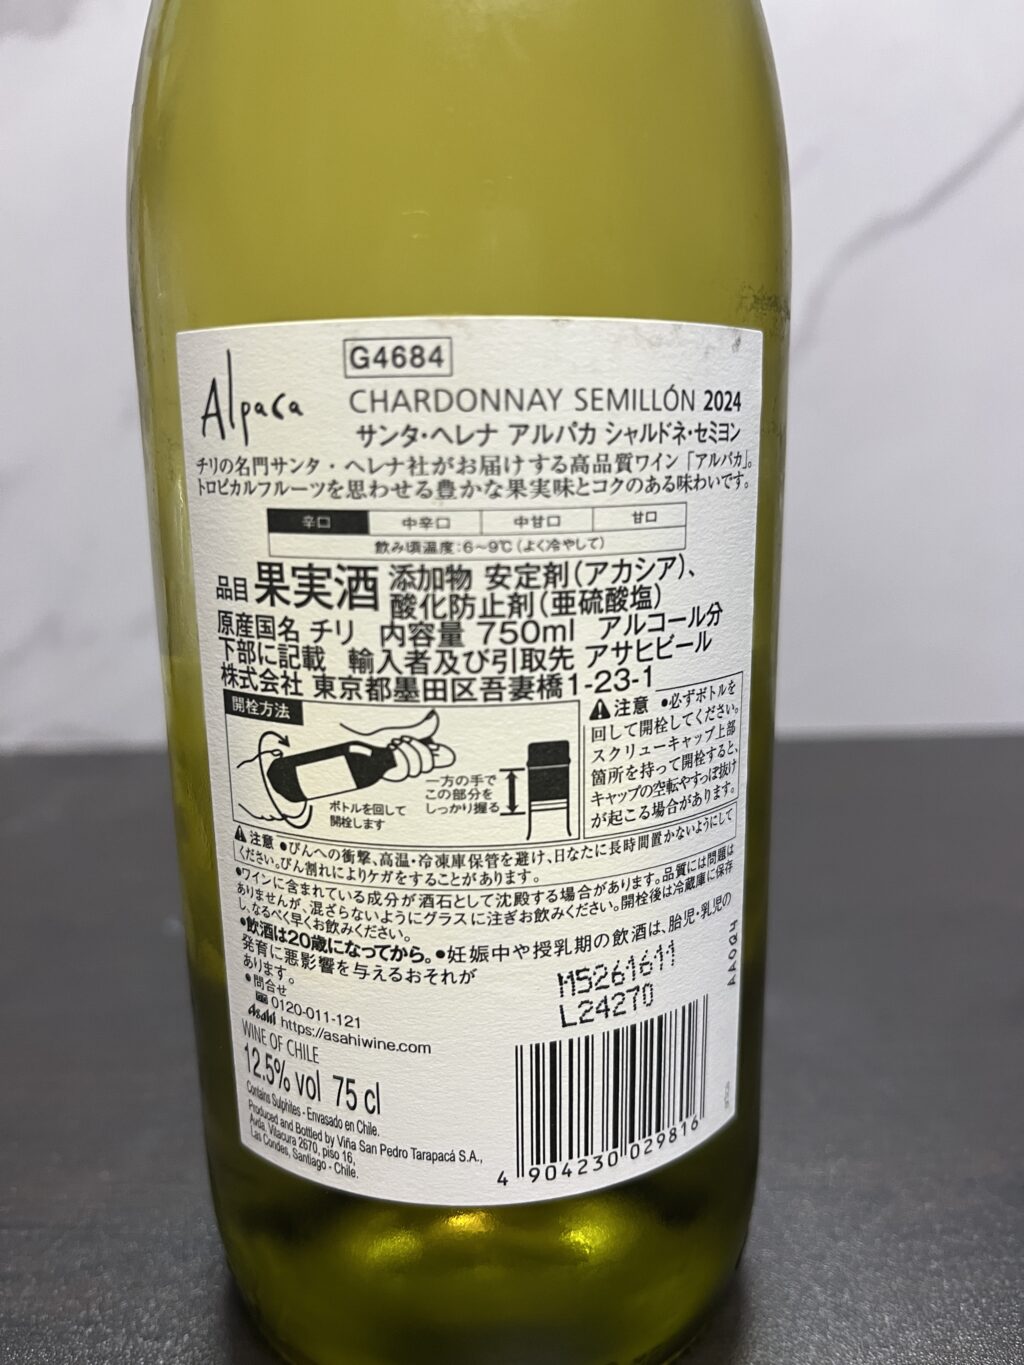 G4684
Alpaca
CHARDONNAY SEMILLÓN 2024
サンタ・ヘレナ アルパカ シャルドネ・セミヨン
チリの名門サンタ・ヘレナ社がお届けする高品質ワイン「アルパカ」。
トロピカルフルーツを思わせる豊かな果実味とコクのある味わいです。
辛口 中辛口 中甘口 甘口
飲み頃温度:6~9℃(よく冷やして)
品目 果実酒 添加物 安定剤(アカシア)、
酸化防止剤(亜硫酸塩)
原産国名 チリ 内容量 750ml アルコール分
下部に記載 輸入者及び引取先 アサヒビール
株式会社 東京都墨田区吾妻橋1-23-1
開栓方法
ボトルを回して
開栓します
一方の手で
この部分を
しっかり握る
注意 ●必ずボトルを
回して開栓してください。
スクリューキャップ上部
箇所を持って開栓すると、
キャップの空転やすっぽ抜け
が起こる場合があります。
注意 ●びんへの衝撃、高温・冷凍庫保管を避け、日なたに長時間置かないようにして
ください。びん割れによりケガをすることがあります。
●ワインに含まれている成分が酒石として沈殿する場合があります。品質には問題は
ありませんが、混ざらないようにグラスに注ぎお飲みください。開栓後は冷蔵庫に保存
し、なるべく早くお飲みください。
●飲酒は20歳になってから。●妊娠中や授乳期の飲酒は、胎児・乳児の
発育に悪影響を与えるおそれが
あります。
●問合せ
0120-011-121
Asahi https://asahiwine.com
M5261611
L24270
WINE OF CHILE
12.5% vol 75 cl
Contains Sulphites - Envasado en Chile.
Produced and Bottled by Viña San Pedro Tarapacá S.A.,
Avda. Vitacura 2670, piso 16,
Las Condes, Santiago - Chile.
4 904230 029816